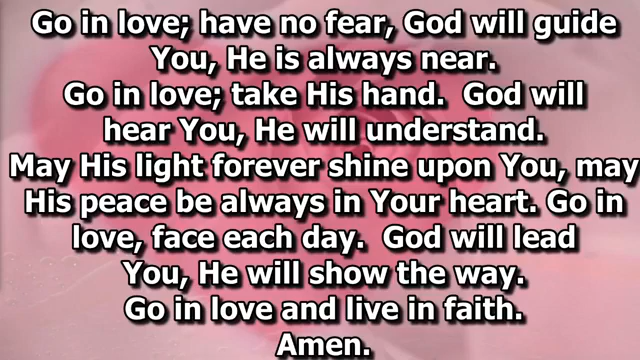 Go in love; have no fear, God will guide
You, He is always near.
Go in love; take His hand.  God will
hear You, He will understand.
May His light forever shine upon You, may
His peace be always in Your heart. Go in
love, face each day.  God will lead
You, He will show the way.
Go in love and live in faith.
Amen.